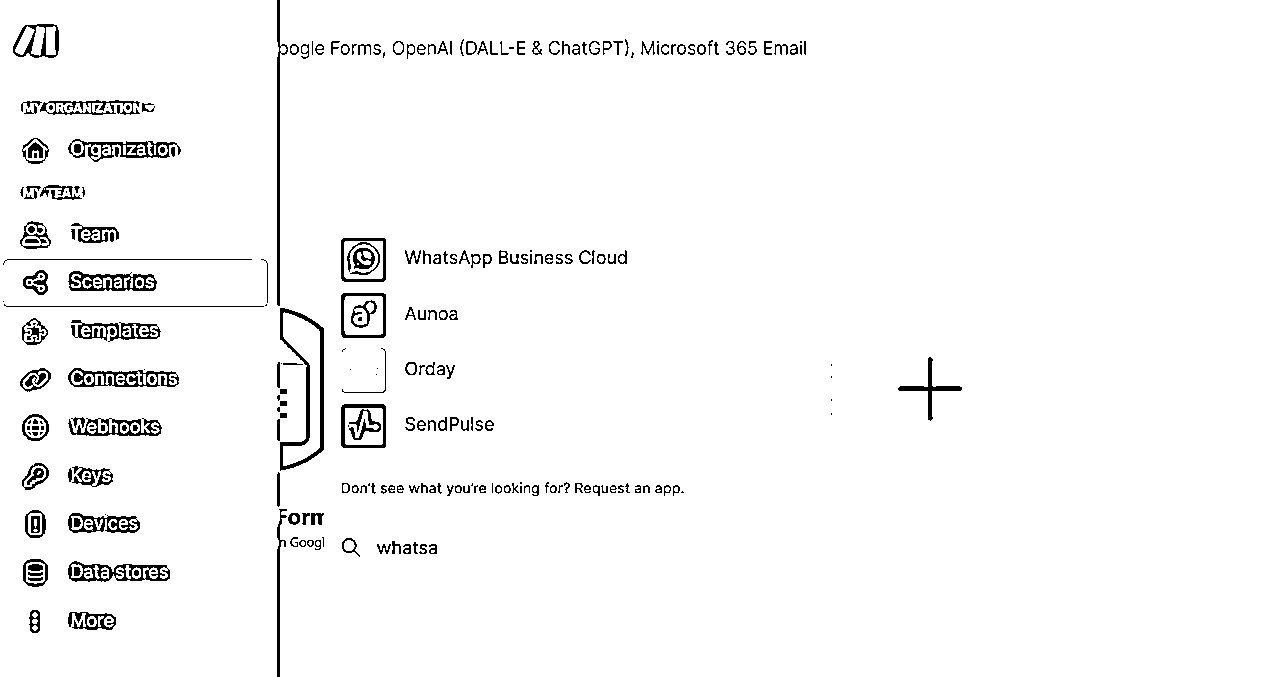 oogle Forms, OpenAI (DALL-E & ChatGPT), Microsoft 365 Email
MY ORGANIZATION
Organization
MY TEAM
Team
Scenarios
Templates
Connections
Webhooks
Keys
Devices
Data stores
More
WhatsApp Business Cloud
Aunoa
Orday
SendPulse
Don't see what you're looking for? Request an app.
Form
n Googl
whatsa